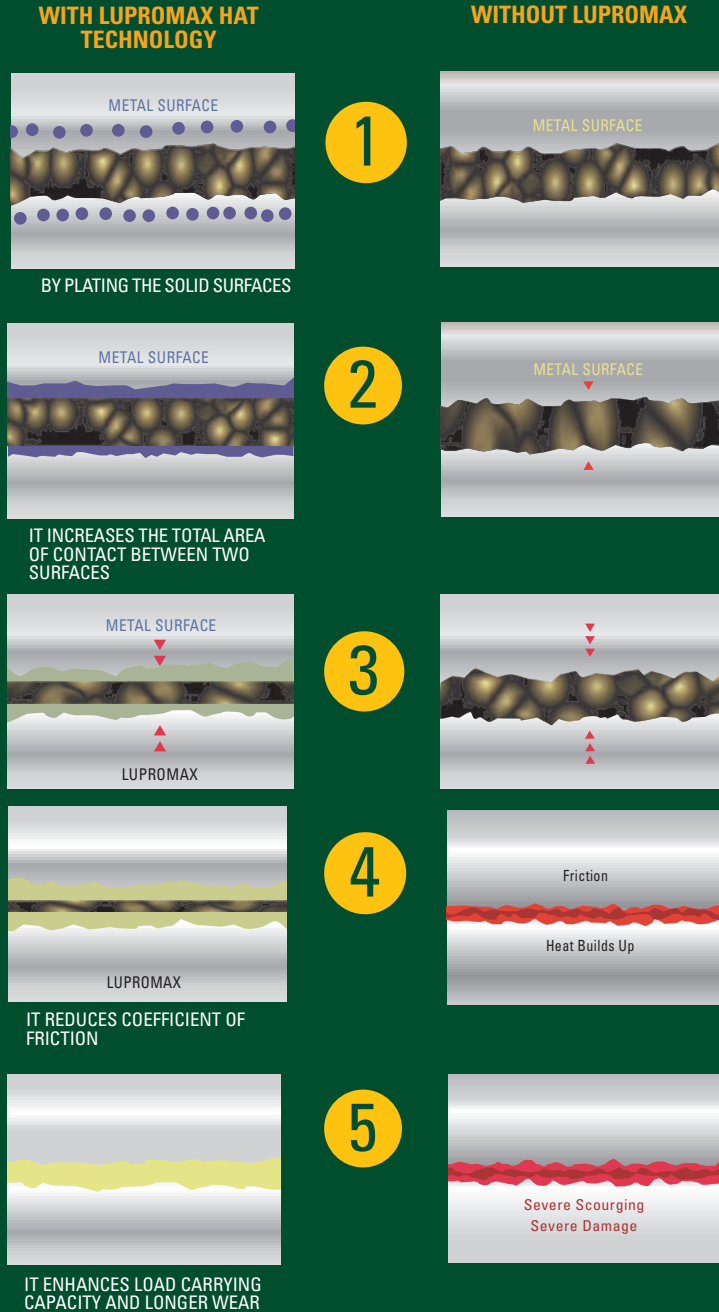 WITH LUPROMAX HAT
TECHNOLOGY
WITHOUT LUPROMAX
METAL SURFACE
1
METAL SURFACE
BY PLATING THE SOLID SURFACES
METAL SURFACE
2
METAL SURFACE
IT INCREASES THE TOTAL AREA
OF CONTACT BETWEEN TWO
SURFACES
METAL SURFACE
LUPROMAX
3
LUPROMAX
4
Friction
Heat Builds Up
IT REDUCES COEFFICIENT OF
FRICTION
5
Severe Scourging
Severe Damage
IT ENHANCES LOAD CARRYING
CAPACITY AND LONGER WEAR